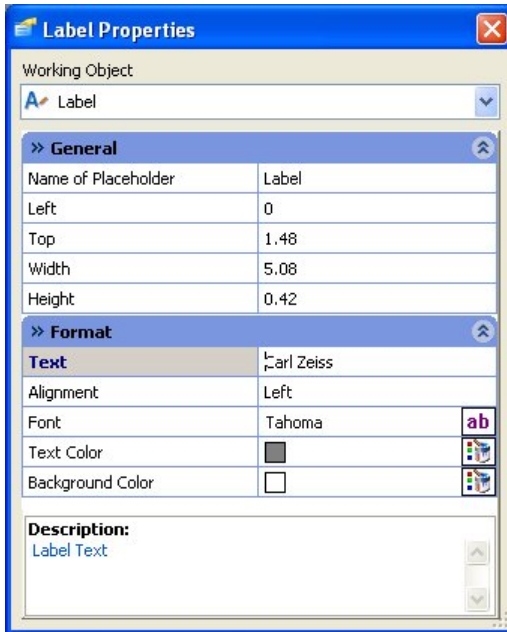 Label Properties
Working Object
Label
» General
Name of Placeholder Label
Left 0
Top 1.48
Width 5.08
Height 0.42
» Format
Text Carl Zeiss
Alignment Left
Font Tahoma ab
Text Color
Background Color
Description:
Label Text